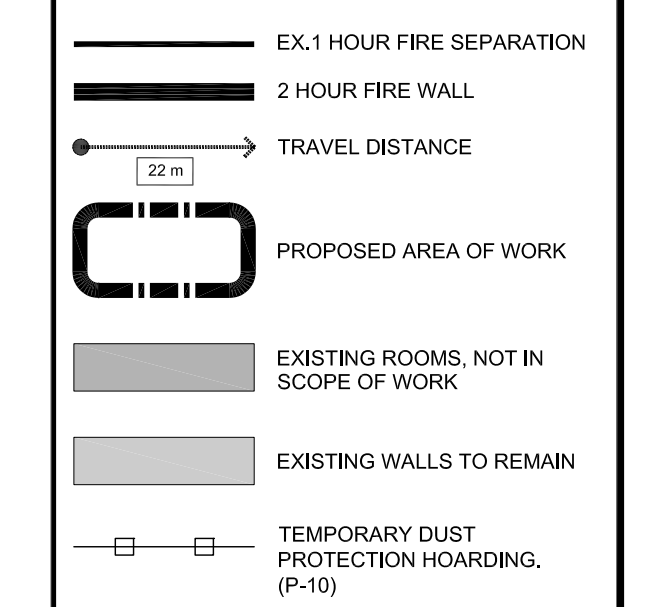 EX.1 HOUR FIRE SEPARATION
2 HOUR FIRE WALL
TRAVEL DISTANCE
22 m
PROPOSED AREA OF WORK
EXISTING ROOMS, NOT IN
SCOPE OF WORK
EXISTING WALLS TO REMAIN
TEMPORARY DUST
PROTECTION HOARDING.
(P-10)